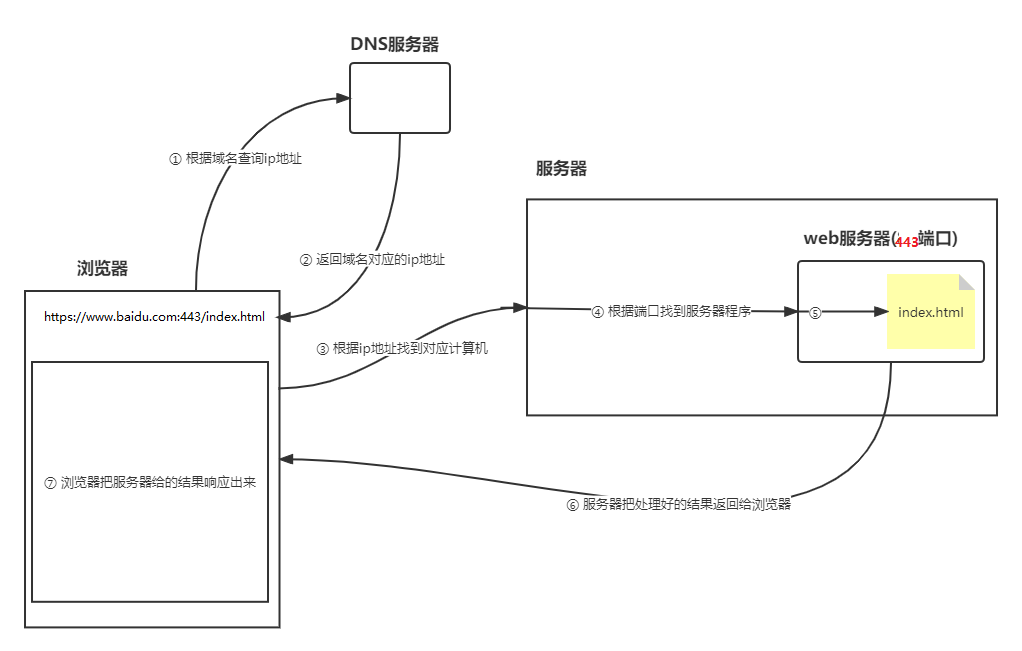 DNS服务器
① 根据域名查询ip地址
服务器
web服务器(443端口)
② 返回域名对应的ip地址
浏览器
https://www.baidu.com:443/index.html
④ 根据端口找到服务器程序
⑤
index.html
③ 根据ip地址找到对应计算机
⑦ 浏览器把服务器给的结果响应出来
⑥ 服务器把处理好的结果返回给浏览器